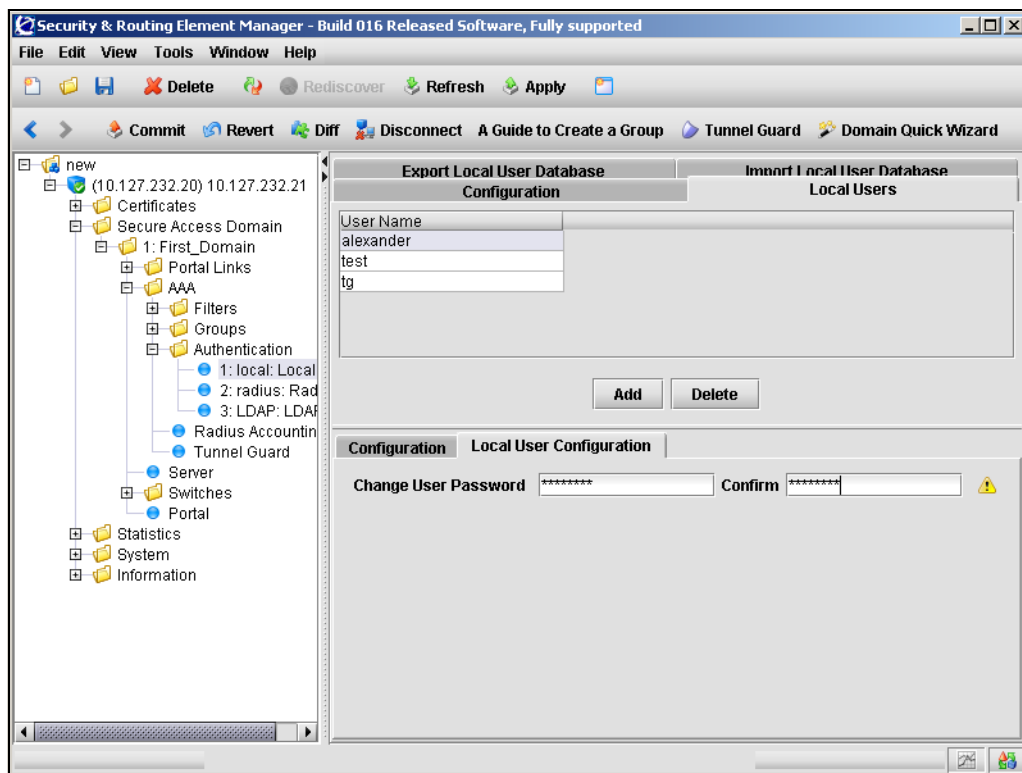 Security & Routing Element Manager - Build 016 Released Software, Fully supported
File Edit View Tools Window Help
Delete Rediscover Refresh Apply
Commit Revert Diff Disconnect A Guide to Create a Group Tunnel Guard Domain Quick Wizard
new
(10.127.232.20) 10.127.232.21
Certificates
Secure Access Domain
1: First_Domain
Portal Links
AAA
Filters
Groups
Authentication
1: local: Local
2: radius: Rad
3: LDAP: LDAP
Radius Accountin
Tunnel Guard
Server
Switches
Portal
Statistics
System
Information
Export Local User Database Import Local User Database
Configuration Local Users
User Name
alexander
test
tg
Add Delete
Configuration Local User Configuration
Change User Password ******** Confirm ********